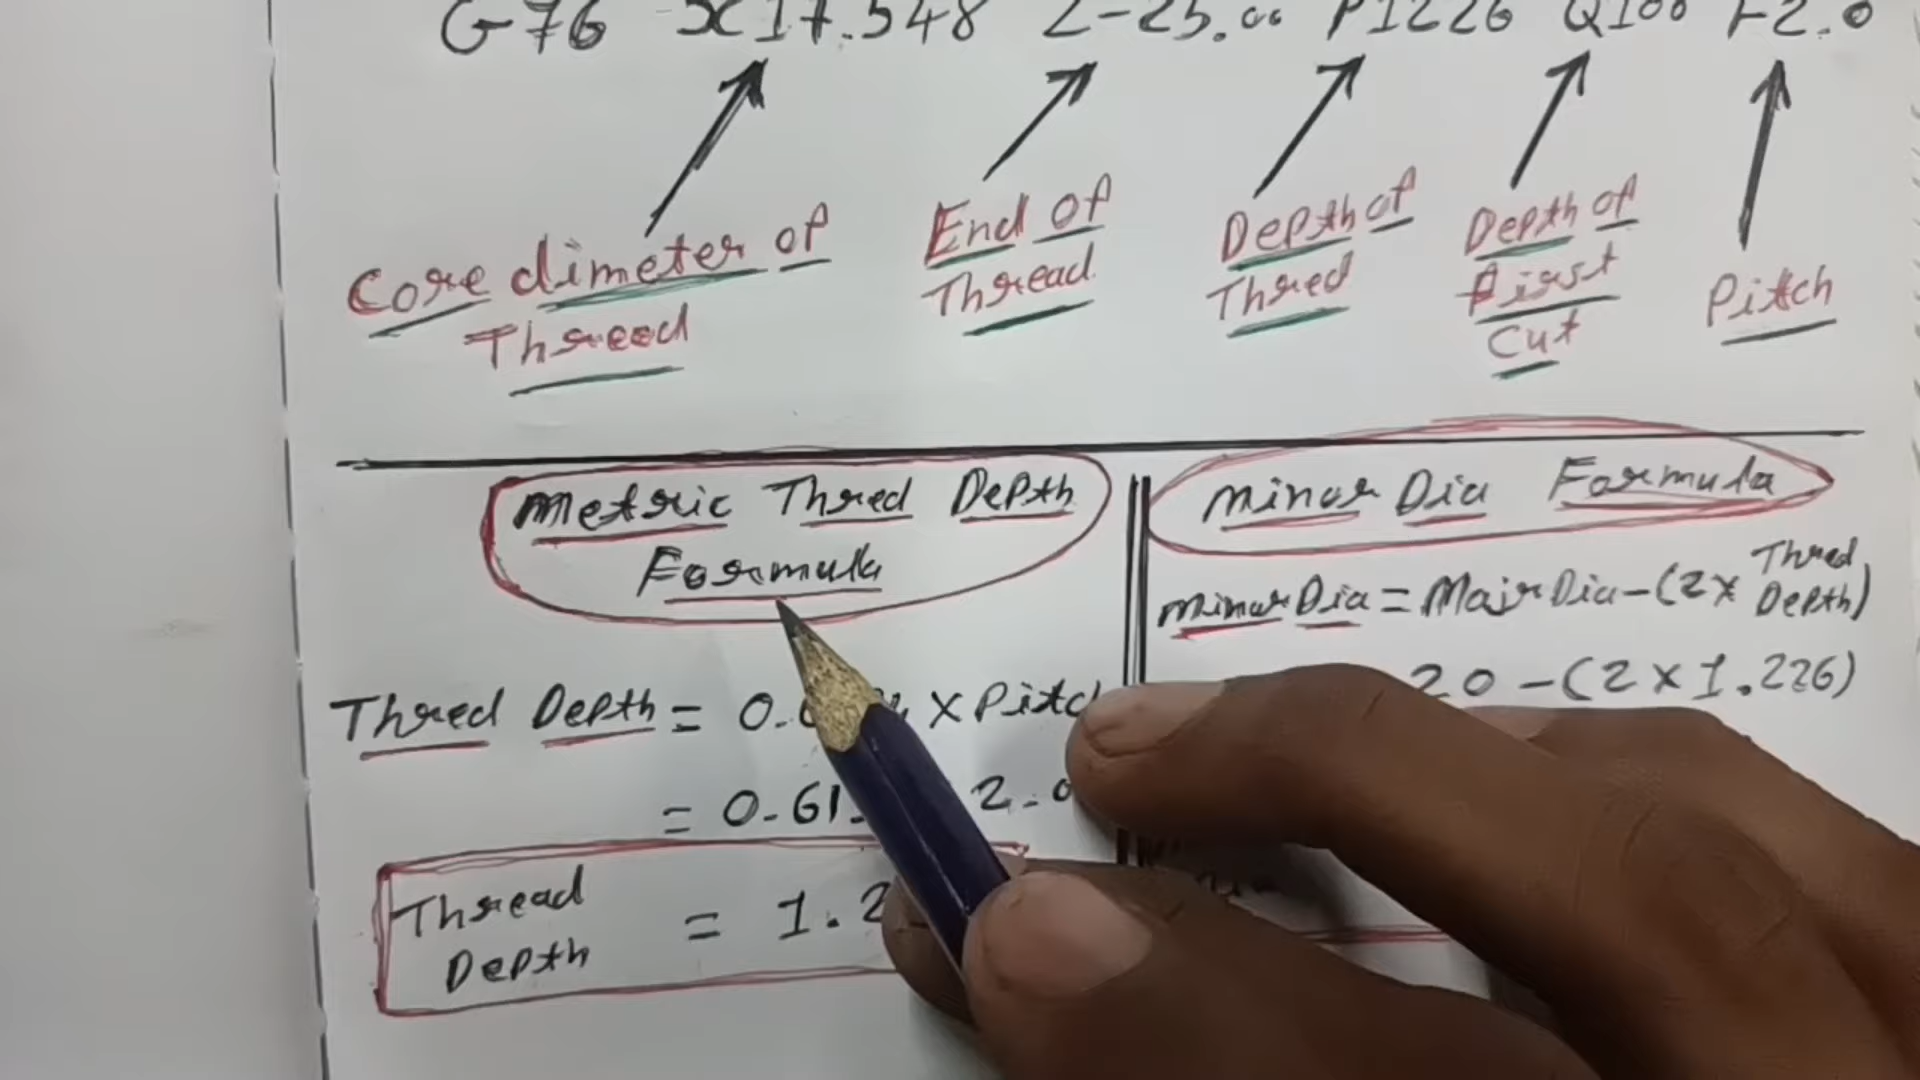 G76 X17.548 Z-25.00 P1226 Q100 F2.0
Core dimeter of
Threed
End of
Thread
Depth of
Thred
Depth of
First
Cut
Pitch
Metric Thred Depth
Formula
Thred Depth = 0. × Pitch
= 0.61 2.0
Thread
Depth = 1.2
Minor Dia Formula
Minor Dia = Majr Dia - (2 × Thred
Depth)
20 - (2 × 1.226)